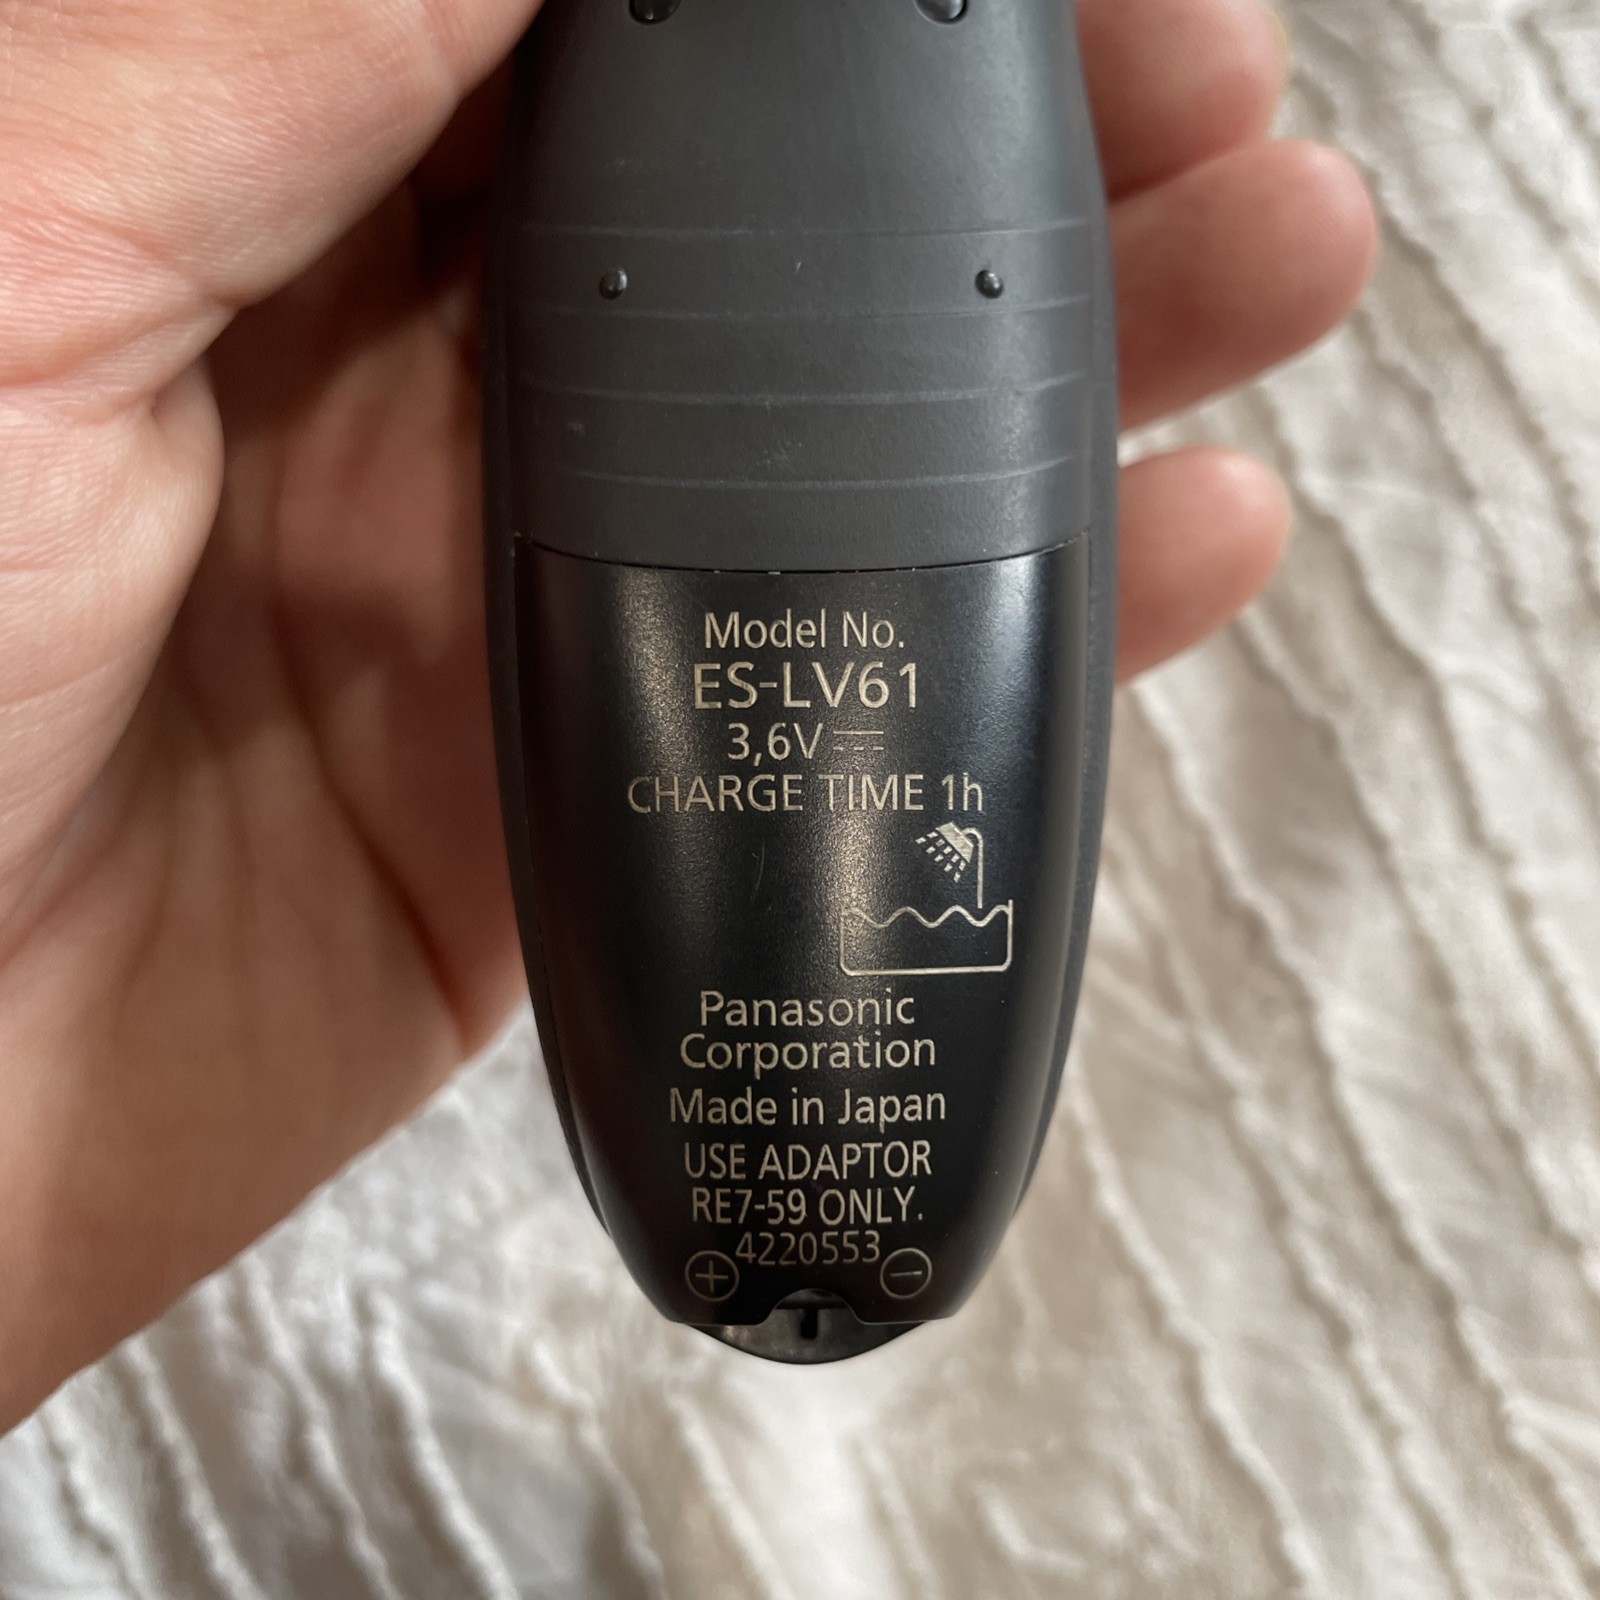 Model No.
ES-LV61
3,6V⎓
CHARGE TIME 1h
Panasonic
Corporation
Made in Japan
USE ADAPTOR
RE7-59 ONLY.
4220553
+ −